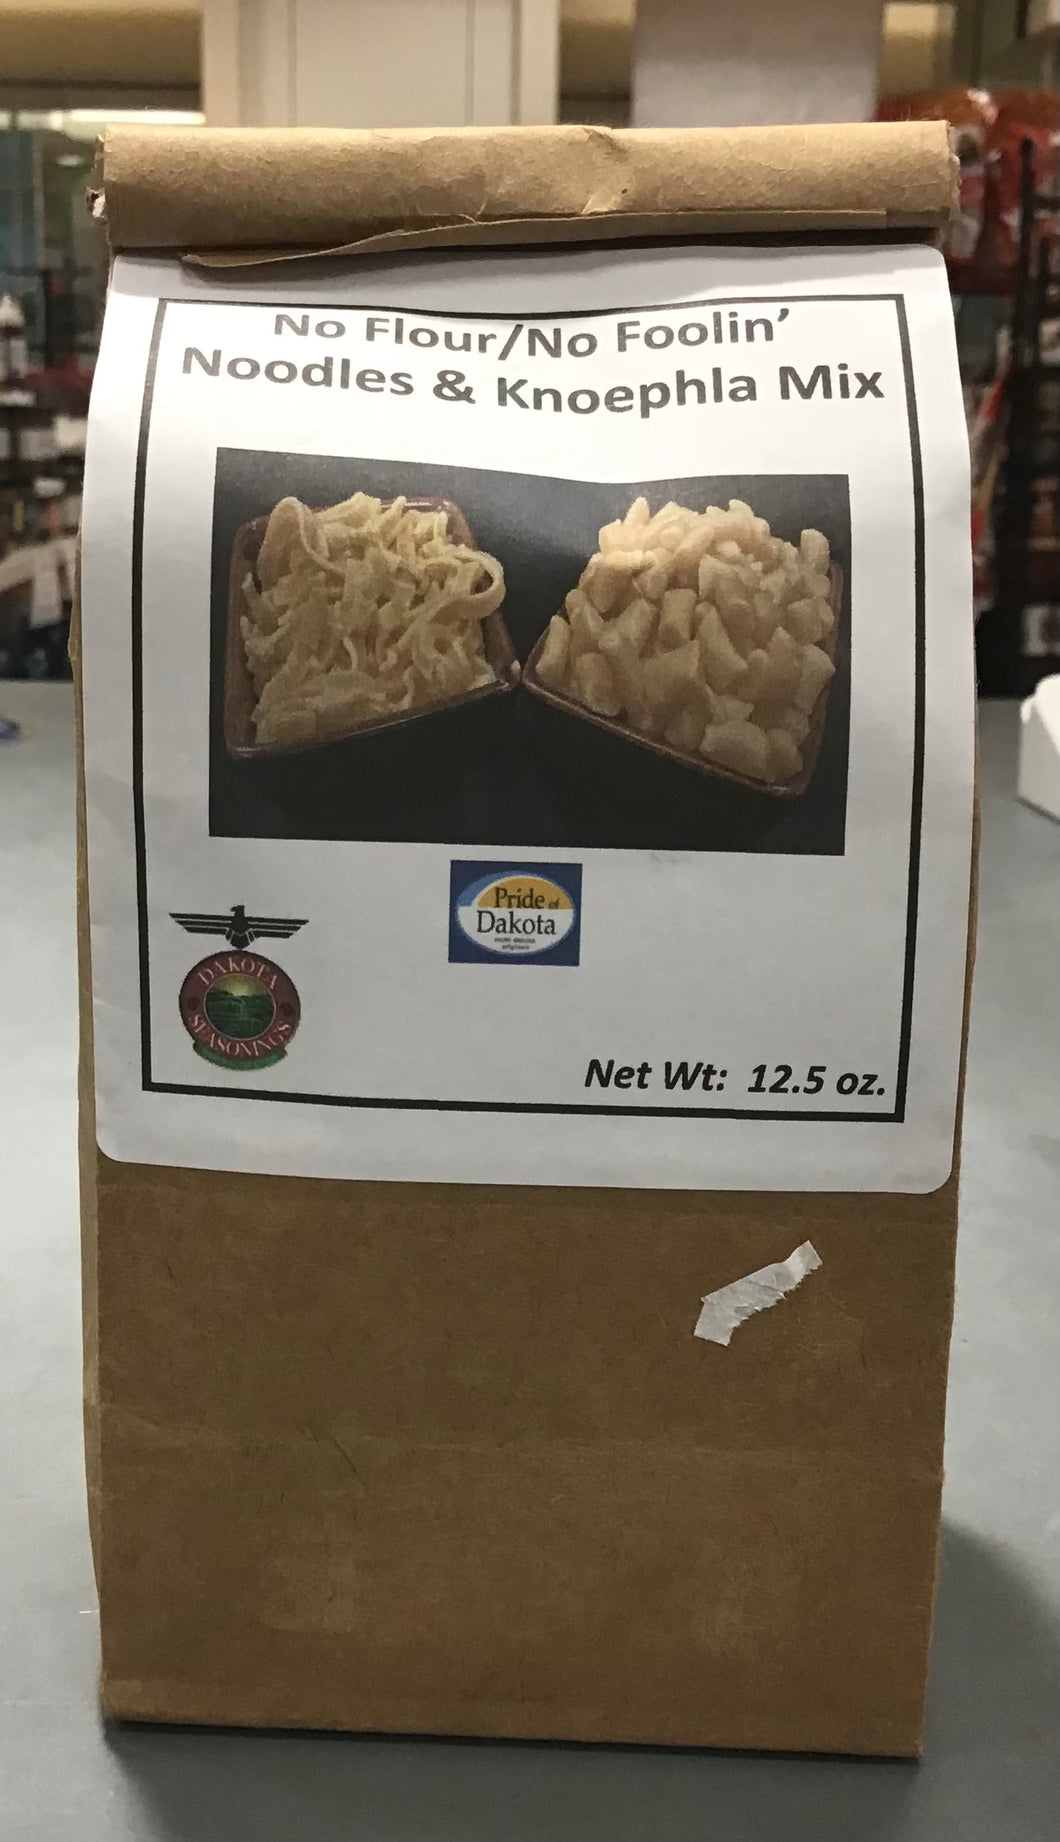 No Flour/No Foolin’
Noodles & Knoephla Mix
Pride of
Dakota
DAKOTA
SEASONINGS
Net Wt: 12.5 oz.